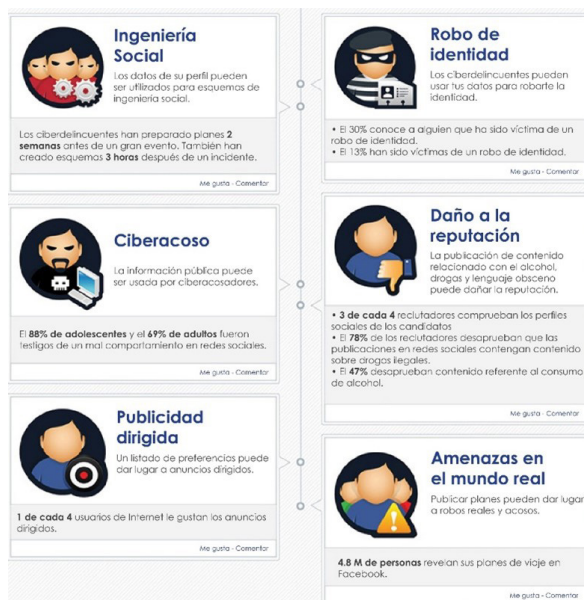 Ingeniería
Social
Los datos de su perfil pueden
ser utilizados para esquemas de
ingeniería social.
Los ciberdelincuentes han preparado planes 2
semanas antes de un gran evento. También han
creado esquemas 3 horas después de un incidente.
Me gusta - Comentar
Robo de
identidad
Los ciberdelincuentes pueden
usar tus datos para robarte la
identidad.
• El 30% conoce a alguien que ha sido víctima de un
robo de identidad.
• El 13% han sido víctimas de un robo de identidad.
Me gusta - Comentar
Ciberacoso
La información pública puede
ser usada por ciberacosadores.
El 88% de adolescentes y el 69% de adultos fueron
testigos de un mal comportamiento en redes sociales.
Me gusta - Comentar
Daño a la
reputación
La publicación de contenido
relacionado con el alcohol,
drogas y lenguaje obsceno
puede dañar la reputación.
• 3 de cada 4 reclutadores comprueban los perfiles
sociales de los candidatos
• El 78% de los reclutadores desaprueban que las
publicaciones en redes sociales contengan contenido
sobre drogas ilegales.
• El 47% desaprueban contenido referente al consumo
de alcohol.
Me gusta - Comentar
Publicidad
dirigida
Un listado de preferencias puede
dar lugar a anuncios dirigidos.
1 de cada 4 usuarios de Internet le gustan los anuncios
dirigidos.
Me gusta - Comentar
Amenazas en
el mundo real
Publicar planes pueden dar lugar
a robos reales y acosos.
4.8 M de personas revelan sus planes de viaje en
Facebook.
Me gusta - Comentar